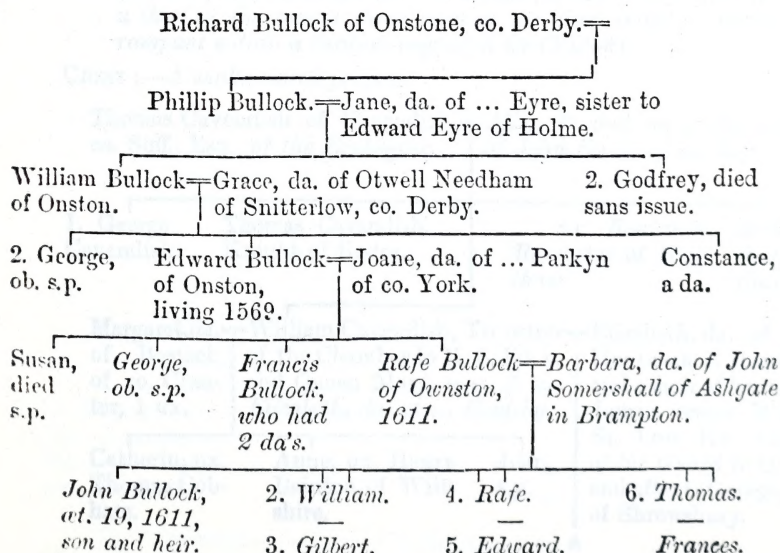 Richard Bullock of Onstone, co. Derby.
Phillip Bullock. Jane, da. of ... Eyre, sister to
Edward Eyre of Holme.
William Bullock Grace, da. of Otwell Needham
of Onston. of Snitterlow, co. Derby.
2. Godfrey, died
sans issue.
2. George,
ob. s.p.
Edward Bullock Joane, da. of ... Parkyn
of Onston, of co. York.
living 1569.
Constance,
a da.
Susan,
died
s.p.
George,
ob. s.p.
Francis
Bullock,
who had
2 da's.
Rafe Bullock
of Ownston,
1611.
Barbara, da. of John
Somershall of Ashgate
in Brampton.
John Bullock,
æt. 19, 1611,
son and heir.
2. William.
—
3. Gilbert.
4. Rafe.
—
5. Edward.
6. Thomas.
—
Frances.